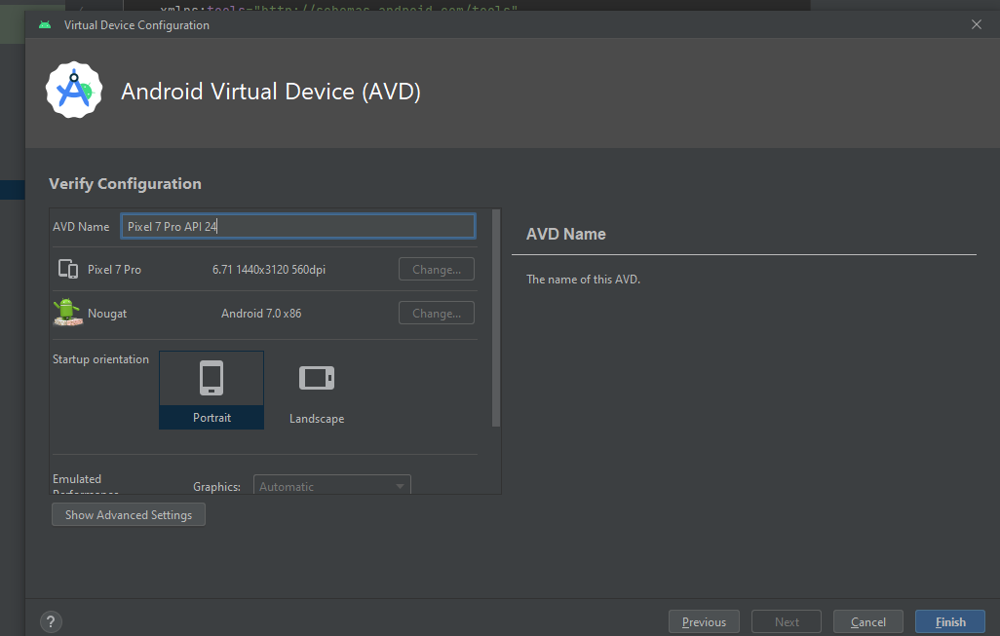 xmlns:tools="http://schemas.android.com/tools"
Virtual Device Configuration
Android Virtual Device (AVD)
Verify Configuration
AVD Name Pixel 7 Pro API 24
Pixel 7 Pro 6.71 1440x3120 560dpi Change...
Nougat Android 7.0 x86 Change...
Startup orientation
Portrait
Landscape
Emulated
Performance
Graphics: Automatic
Show Advanced Settings
AVD Name
The name of this AVD.
?
Previous Next Cancel Finish